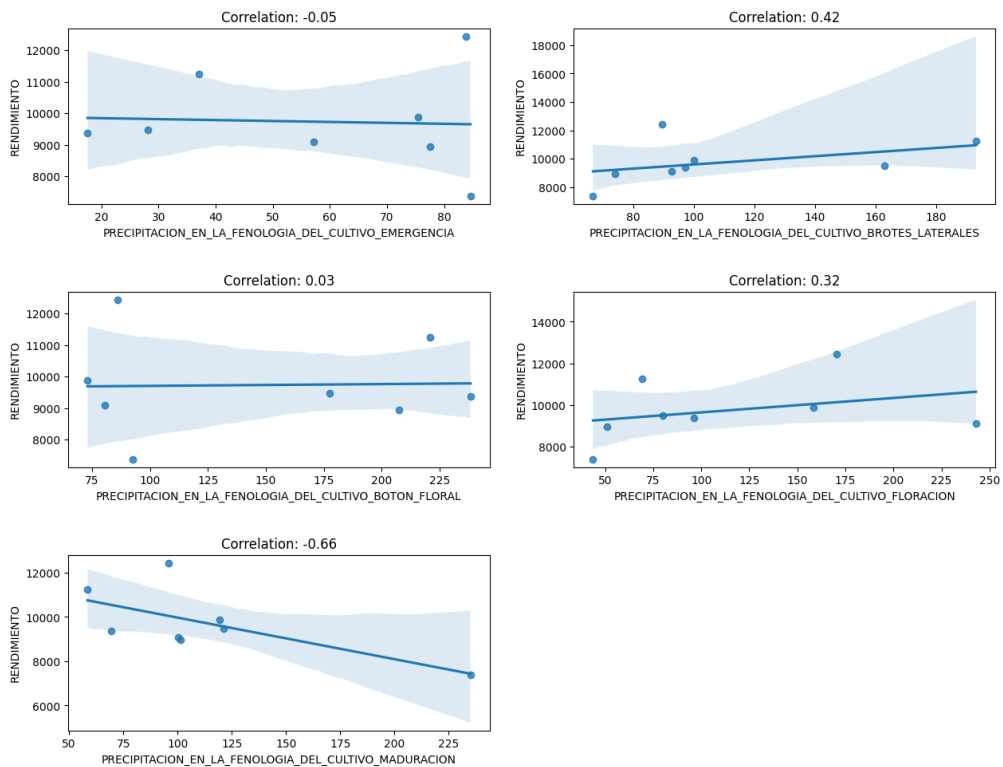 Correlation: -0.05
12000
11000
10000
9000
8000
RENDIMIENTO
20 30 40 50 60 70 80
PRECIPITACION_EN_LA_FENOLOGIA_DEL_CULTIVO_EMERGENCIA
Correlation: 0.42
18000
16000
14000
12000
10000
8000
RENDIMIENTO
80 100 120 140 160 180
PRECIPITACION_EN_LA_FENOLOGIA_DEL_CULTIVO_BROTES_LATERALES
Correlation: 0.03
12000
11000
10000
9000
8000
RENDIMIENTO
75 100 125 150 175 200 225
PRECIPITACION_EN_LA_FENOLOGIA_DEL_CULTIVO_BOTON_FLORAL
Correlation: 0.32
14000
12000
10000
8000
RENDIMIENTO
50 75 100 125 150 175 200 225 250
PRECIPITACION_EN_LA_FENOLOGIA_DEL_CULTIVO_FLORACION
Correlation: -0.66
12000
10000
8000
6000
RENDIMIENTO
50 75 100 125 150 175 200 225
PRECIPITACION_EN_LA_FENOLOGIA_DEL_CULTIVO_MADURACION